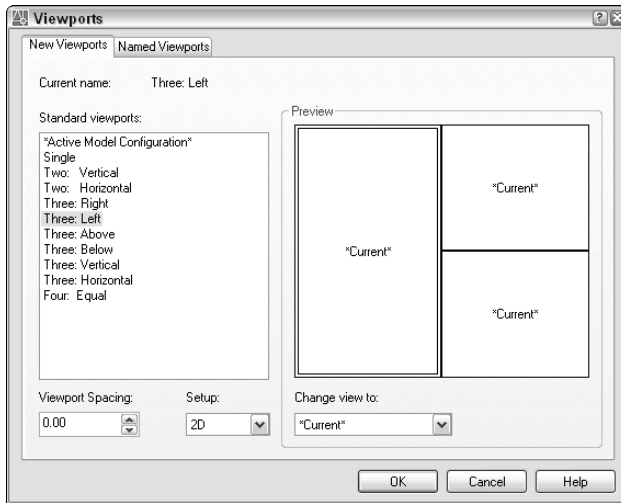 Viewports
New Viewports Named Viewports
Current name: Three: Left
Standard viewports:
*Active Model Configuration*
Single
Two: Vertical
Two: Horizontal
Three: Right
Three: Left
Three: Above
Three: Below
Three: Vertical
Three: Horizontal
Four: Equal
Preview
*Current*
*Current*
*Current*
Viewport Spacing:
0.00
Setup:
2D
Change view to:
*Current*
OK Cancel Help